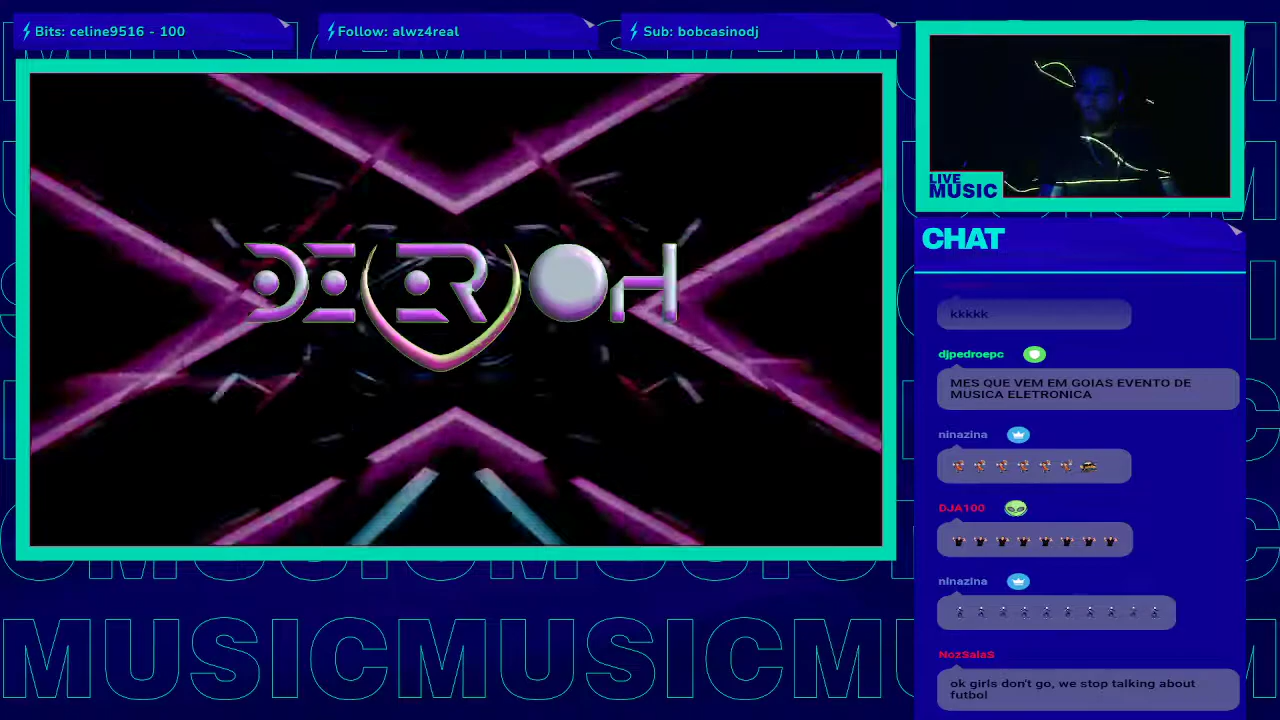 Bits: celine9516 - 100
Follow: alwz4real
Sub: bobcasinodj
LIVE
MUSIC
CHAT
kkkkk
djpedroepc
MES QUE VEM EM GOIAS EVENTO DE
MUSICA ELETRONICA
ninazina
DJA100
ninazina
NozSalaS
ok girls don't go, we stop talking about
futbol
MUSICMUSICMU